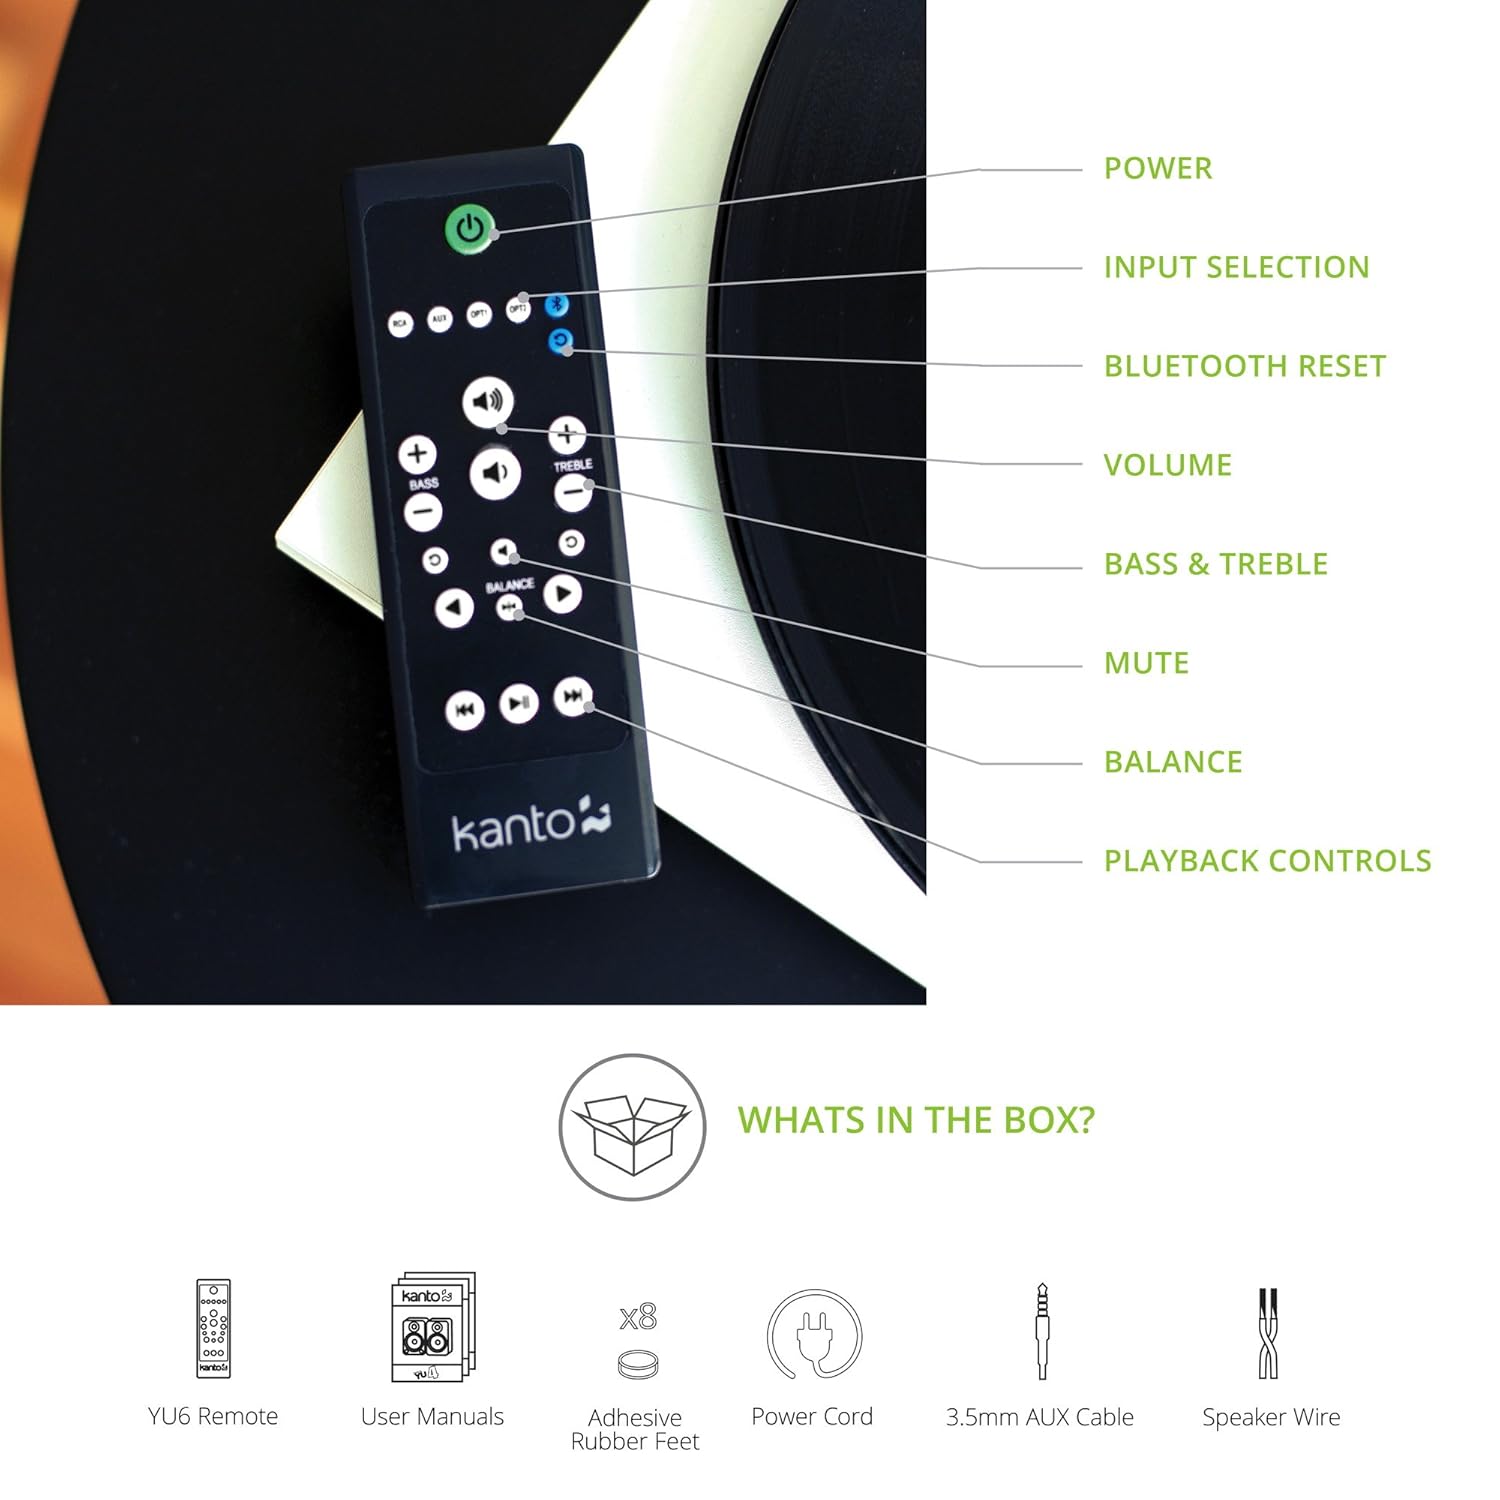 POWER
INPUT SELECTION
BLUETOOTH RESET
VOLUME
BASS & TREBLE
MUTE
BALANCE
PLAYBACK CONTROLS
RCA AUX OPT1 OPT2
BASS
TREBLE
BALANCE
kanto
WHATS IN THE BOX?
kanto
YU6 Remote
kanto
YU4
User Manuals
x8
Adhesive
Rubber Feet
Power Cord
3.5mm AUX Cable
Speaker Wire